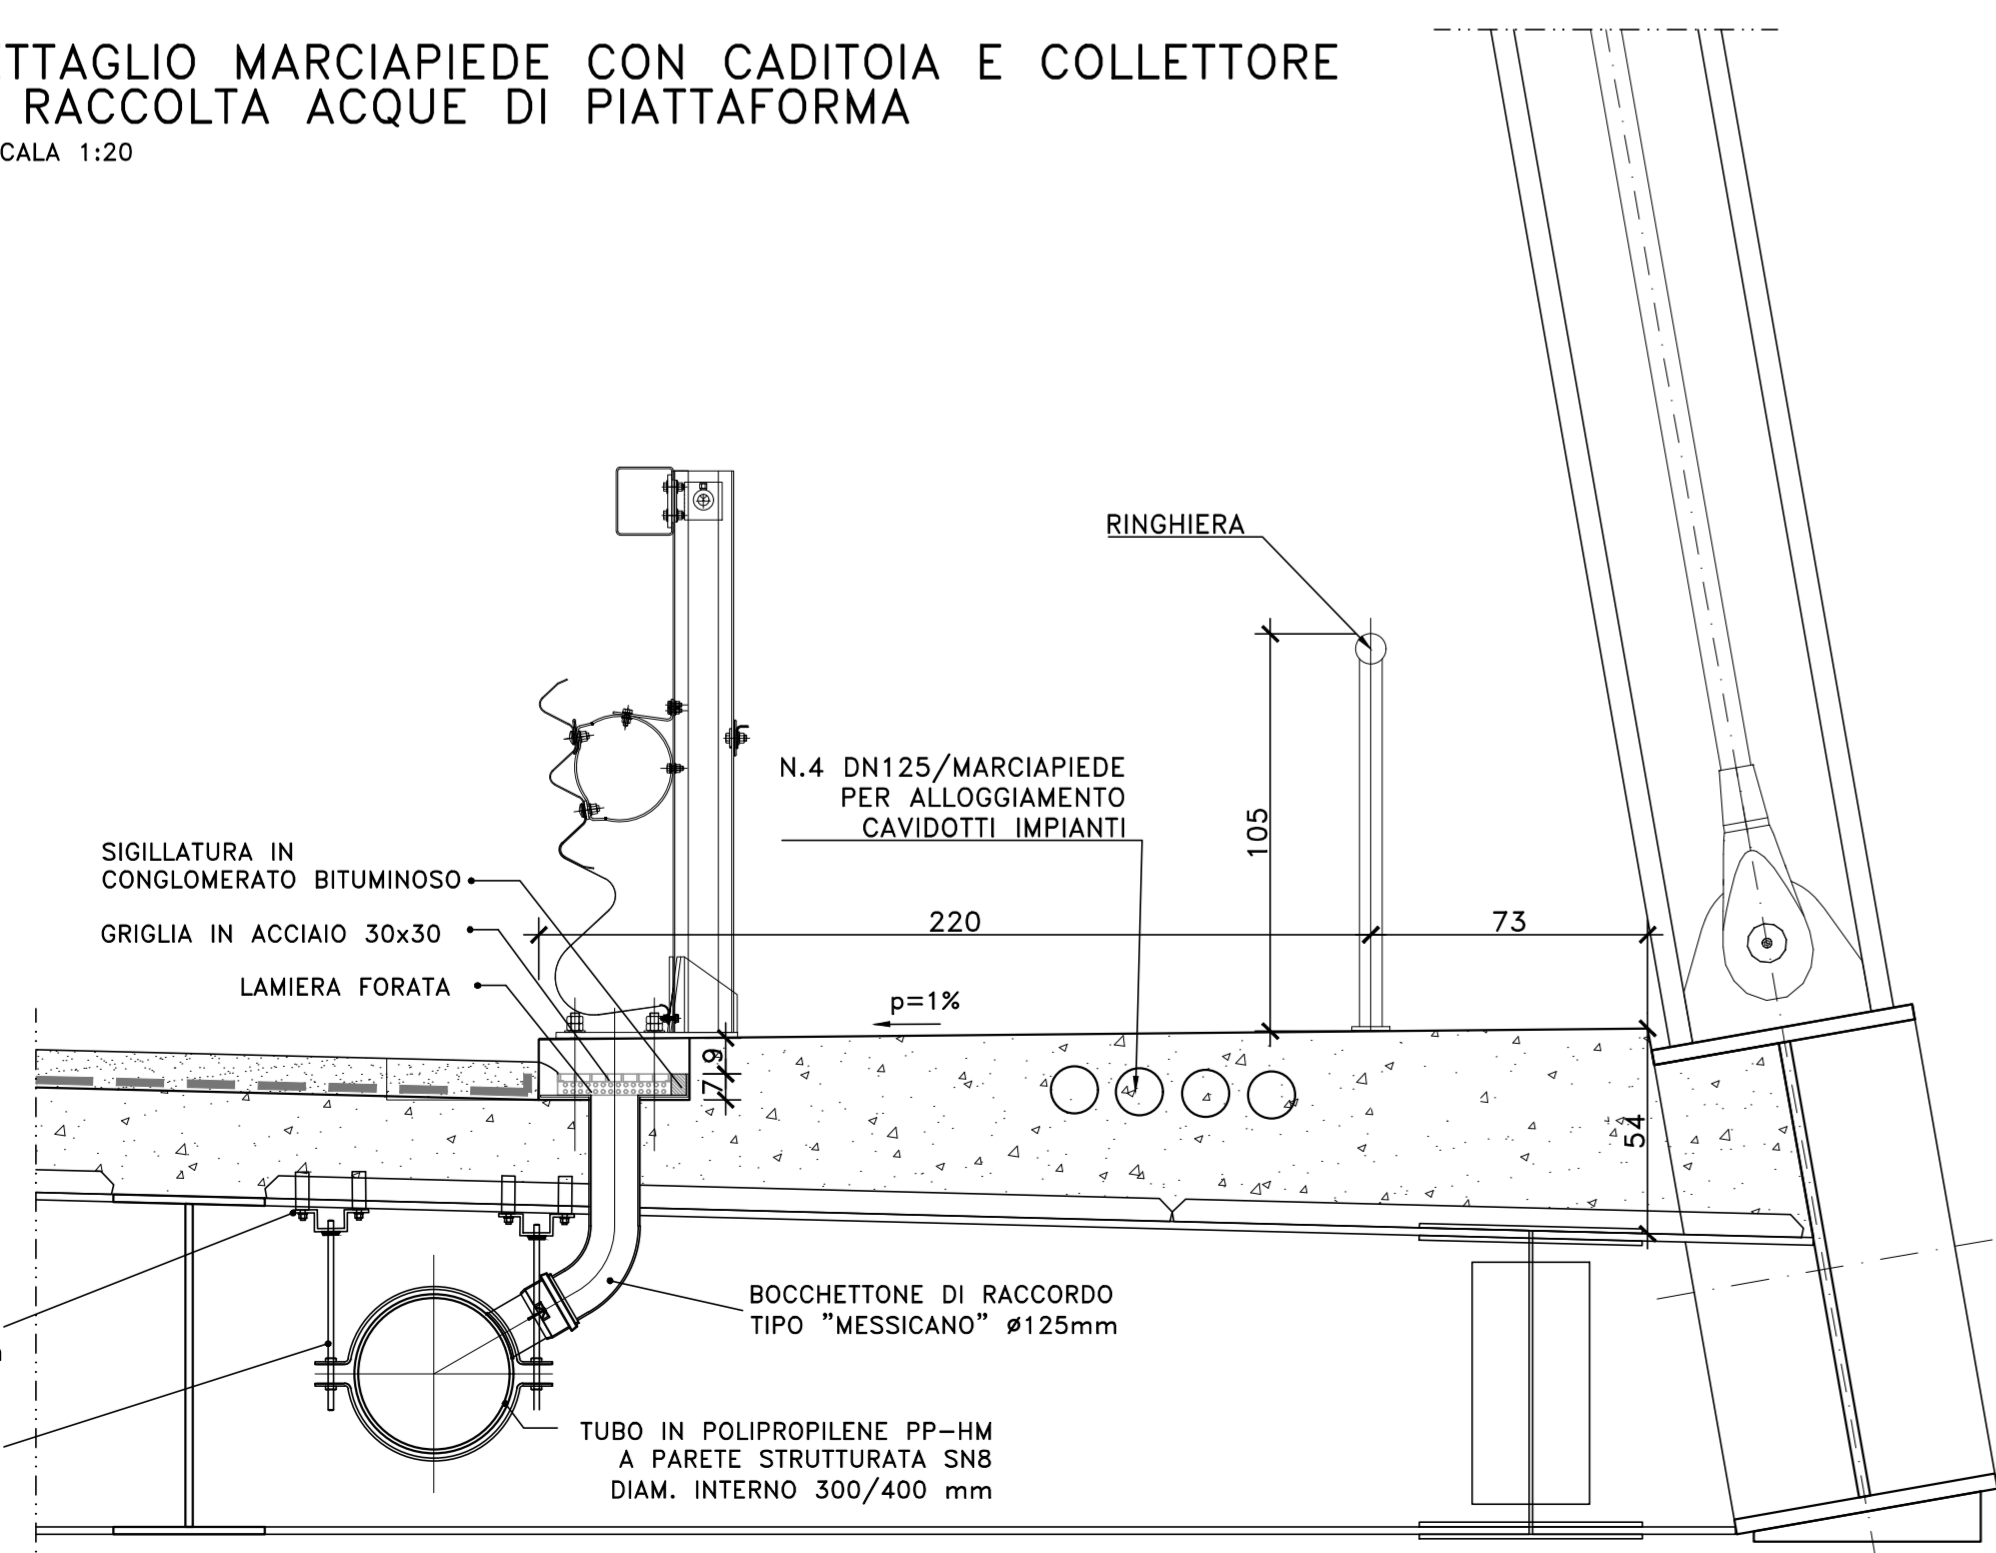 TTAGLIO MARCIAPIEDE CON CADITOIA E COLLETTORE
RACCOLTA ACQUE DI PIATTAFORMA
CALA 1:20
RINGHIERA
N.4 DN125/MARCIAPIEDE
PER ALLOGGIAMENTO
CAVIDOTTI IMPIANTI
105
SIGILLATURA IN
CONGLOMERATO BITUMINOSO
GRIGLIA IN ACCIAIO 30x30
LAMIERA FORATA
220
73
p=1%
9
7
54
BOCCHETTONE DI RACCORDO
TIPO ”MESSICANO” ø125mm
TUBO IN POLIPROPILENE PP-HM
A PARETE STRUTTURATA SN8
DIAM. INTERNO 300/400 mm